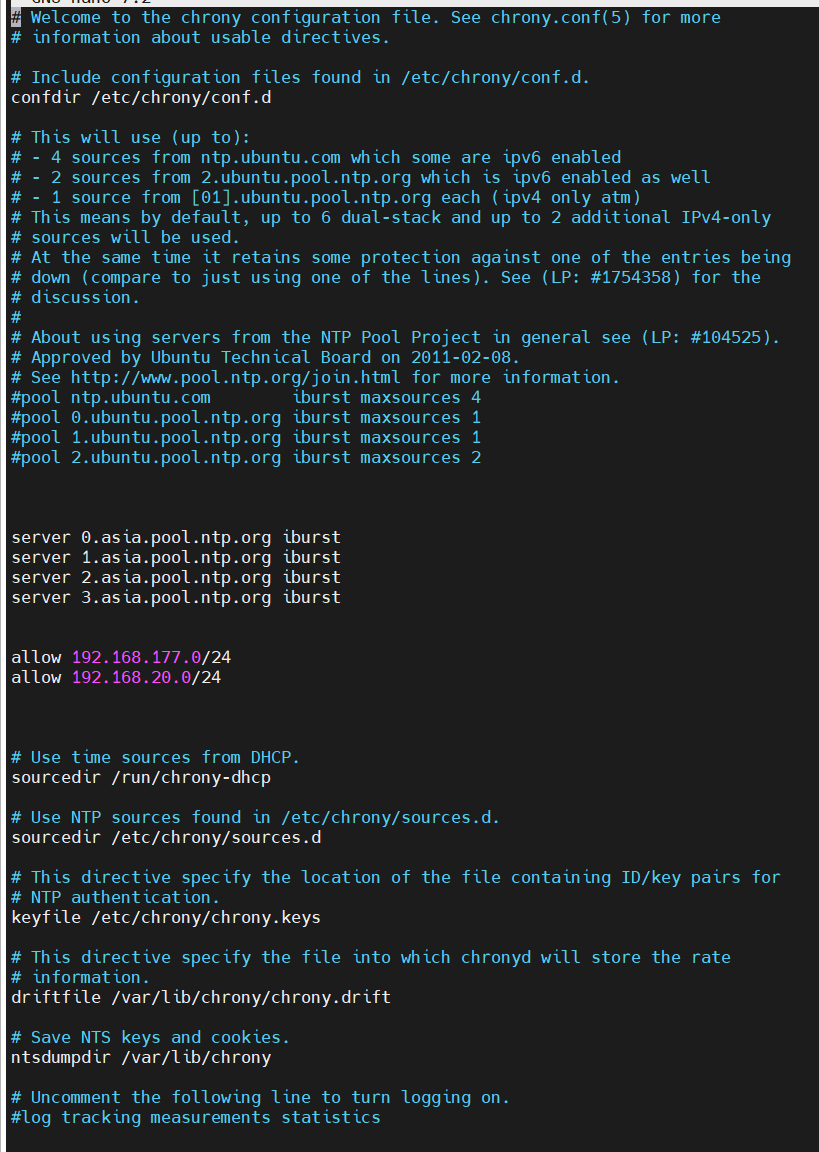 # Welcome to the chrony configuration file. See chrony.conf(5) for more
# information about usable directives.
# Include configuration files found in /etc/chrony/conf.d.
confdir /etc/chrony/conf.d
# This will use (up to):
# - 4 sources from ntp.ubuntu.com which some are ipv6 enabled
# - 2 sources from 2.ubuntu.pool.ntp.org which is ipv6 enabled as well
# - 1 source from [01].ubuntu.pool.ntp.org each (ipv4 only atm)
# This means by default, up to 6 dual-stack and up to 2 additional IPv4-only
# sources will be used.
# At the same time it retains some protection against one of the entries being
# down (compare to just using one of the lines). See (LP: #1754358) for the
# discussion.
#
# About using servers from the NTP Pool Project in general see (LP: #104525).
# Approved by Ubuntu Technical Board on 2011-02-08.
# See http://www.pool.ntp.org/join.html for more information.
#pool ntp.ubuntu.com        iburst maxsources 4
#pool 0.ubuntu.pool.ntp.org iburst maxsources 1
#pool 1.ubuntu.pool.ntp.org iburst maxsources 1
#pool 2.ubuntu.pool.ntp.org iburst maxsources 2
server 0.asia.pool.ntp.org iburst
server 1.asia.pool.ntp.org iburst
server 2.asia.pool.ntp.org iburst
server 3.asia.pool.ntp.org iburst
allow 192.168.177.0/24
allow 192.168.20.0/24
# Use time sources from DHCP.
sourcedir /run/chrony-dhcp
# Use NTP sources found in /etc/chrony/sources.d.
sourcedir /etc/chrony/sources.d
# This directive specify the location of the file containing ID/key pairs for
# NTP authentication.
keyfile /etc/chrony/chrony.keys
# This directive specify the file into which chronyd will store the rate
# information.
driftfile /var/lib/chrony/chrony.drift
# Save NTS keys and cookies.
ntsdumpdir /var/lib/chrony
# Uncomment the following line to turn logging on.
#log tracking measurements statistics